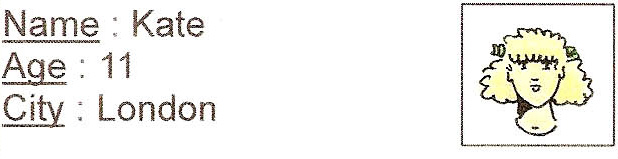 Name : Kate
Age : 11
City : London